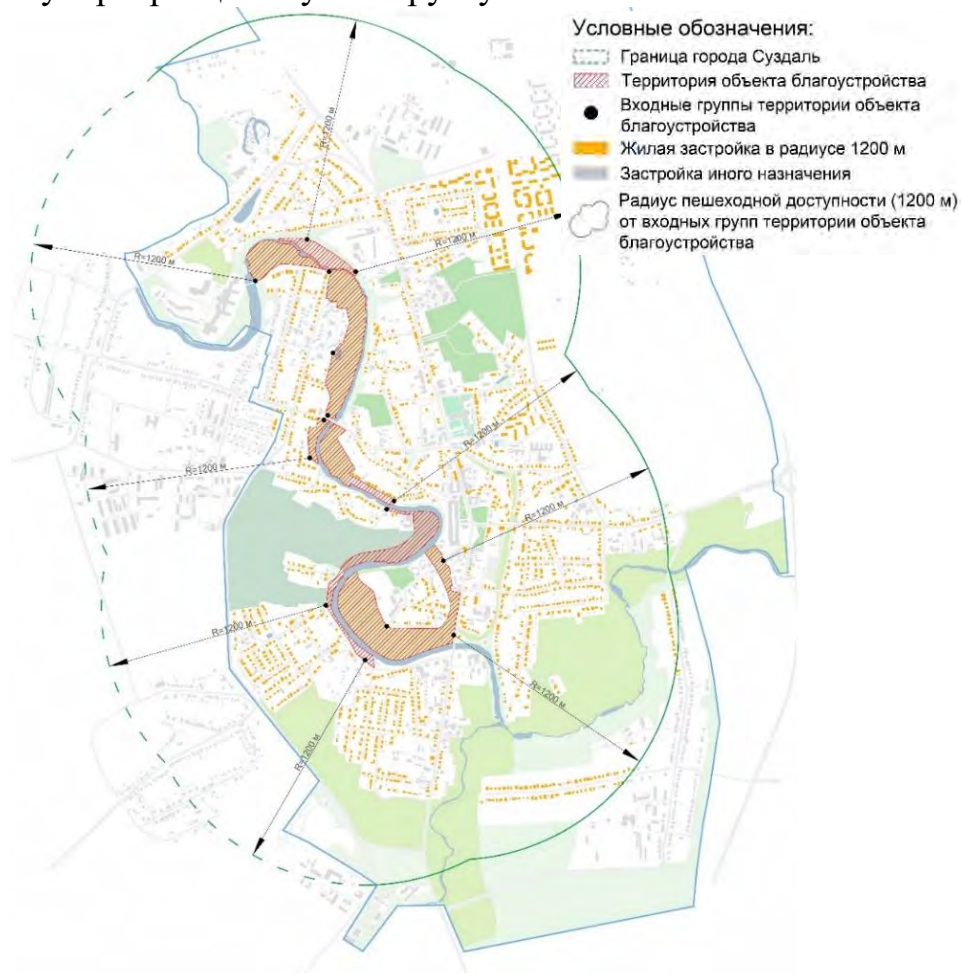 Условные обозначения:
Граница города Суздаль
Территория объекта благоустройства
Входные группы территории объекта
благоустройства
Жилая застройка в радиусе 1200 м
Застройка иного назначения
Радиус пешеходной доступности (1200 м)
от входных групп территории объекта
благоустройства
R=1200 м
R=1200 м
R=1200 м
R=1200 м
R=1200 м
R=1200 м
R=1200 м
R=1200 м
R=1200 м